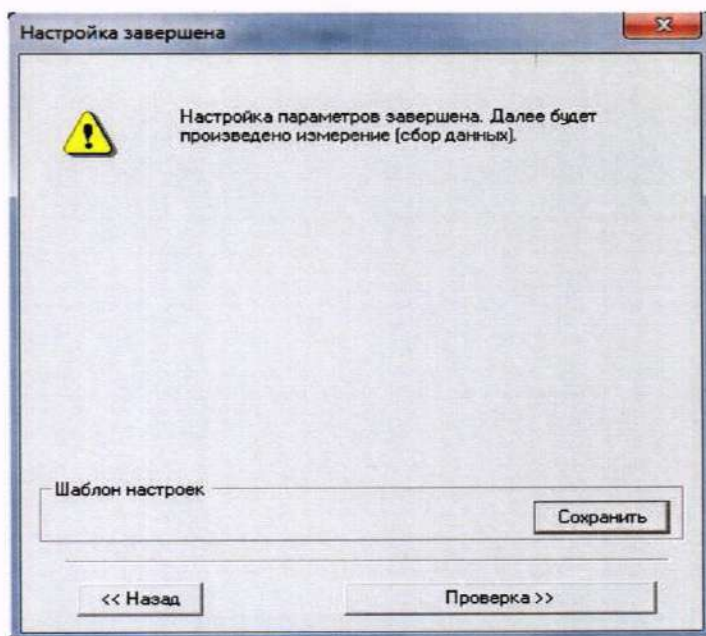 Настройка завершена
Настройка параметров завершена. Далее будет
произведено измерение (сбор данных).
Шаблон настроек
Сохранить
<< Назад
Проверка >>